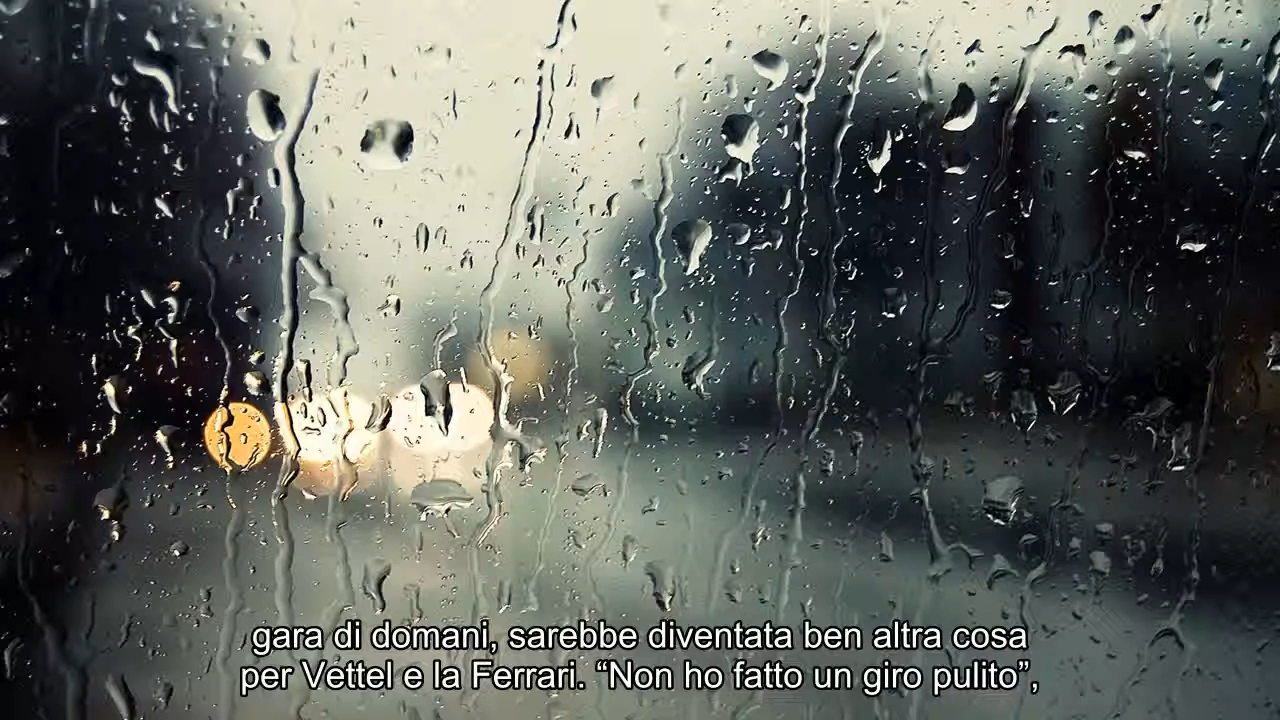 gara di domani, sarebbe diventata ben altra cosa
per Vettel e la Ferrari. “Non ho fatto un giro pulito”,